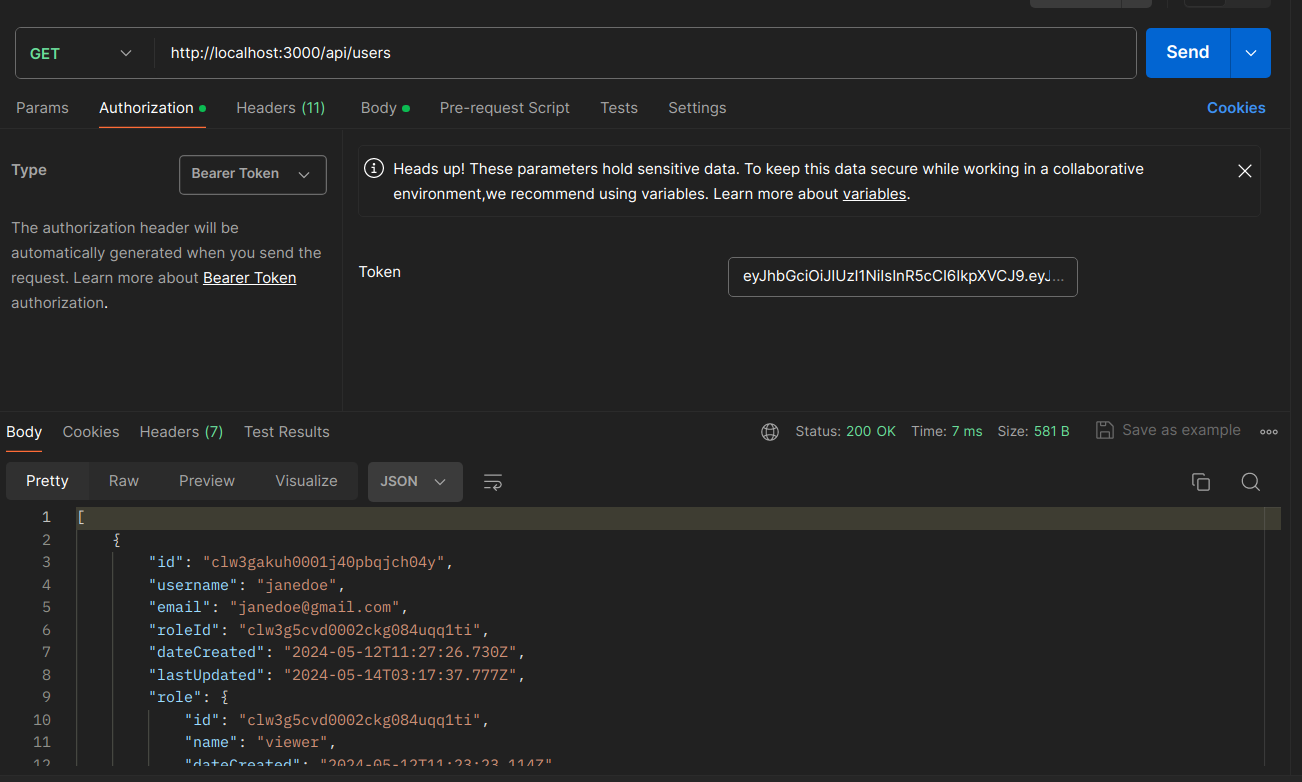 GET http://localhost:3000/api/users Send
Params Authorization Headers (11) Body Pre-request Script Tests Settings Cookies
Type Bearer Token
The authorization header will be
automatically generated when you send the
request. Learn more about Bearer Token
authorization.
Heads up! These parameters hold sensitive data. To keep this data secure while working in a collaborative
environment,we recommend using variables. Learn more about variables.
Token eyJhbGciOiJIUzI1NiIsInR5cCI6IkpXVCJ9.eyJ...
Body Cookies Headers (7) Test Results Status: 200 OK Time: 7 ms Size: 581 B Save as example
Pretty Raw Preview Visualize JSON
1 [
2 {
3 "id": "clw3gakuh0001j40pbqjch04y",
4 "username": "janedoe",
5 "email": "janedoe@gmail.com",
6 "roleId": "clw3g5cvd0002ckg084uqq1ti",
7 "dateCreated": "2024-05-12T11:27:26.730Z",
8 "lastUpdated": "2024-05-14T03:17:37.777Z",
9 "role": {
10 "id": "clw3g5cvd0002ckg084uqq1ti",
11 "name": "viewer",
12 "dateCreated": "2024-05-12T11:23:23.114Z"